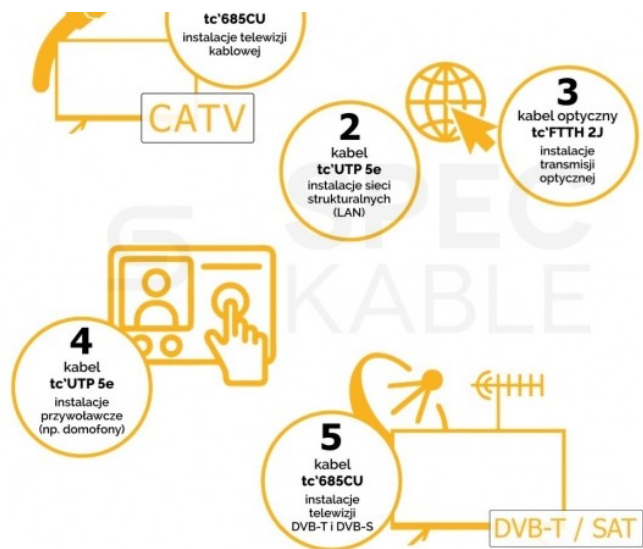 tc'685CU
instalacje telewizji
kablowej
CATV
2
kabel
tc'UTP 5e
instalacje sieci
strukturalnych
(LAN)
3
kabel optyczny
tc'FTTH 2J
instalacje
transmisji
optycznej
SPEC
KABLE
4
kabel
tc'UTP 5e
instalacje
przywoławcze
(np. domofony)
5
kabel
tc'685CU
instalacje
telewizji
DVB-T i DVB-S
DVB-T / SAT